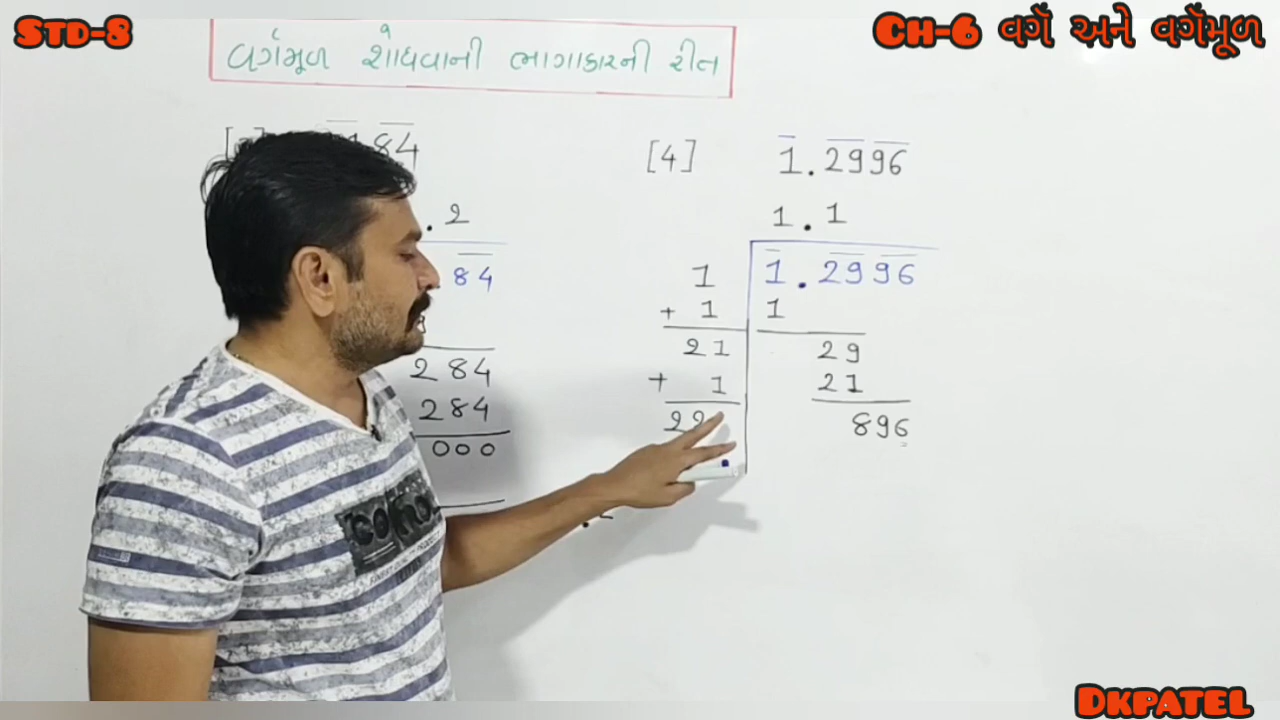 Std-8
Ch-6 વર્ગ અને વર્ગમૂળ
વર્ગમૂળ શોધવાની ભાગાકારની રીત
84
.2
84
284
284
000
[4] 1.2996
1.1
1 1.2996
+ 1 1
21 29
+ 1 21
22 896
DKPATEL